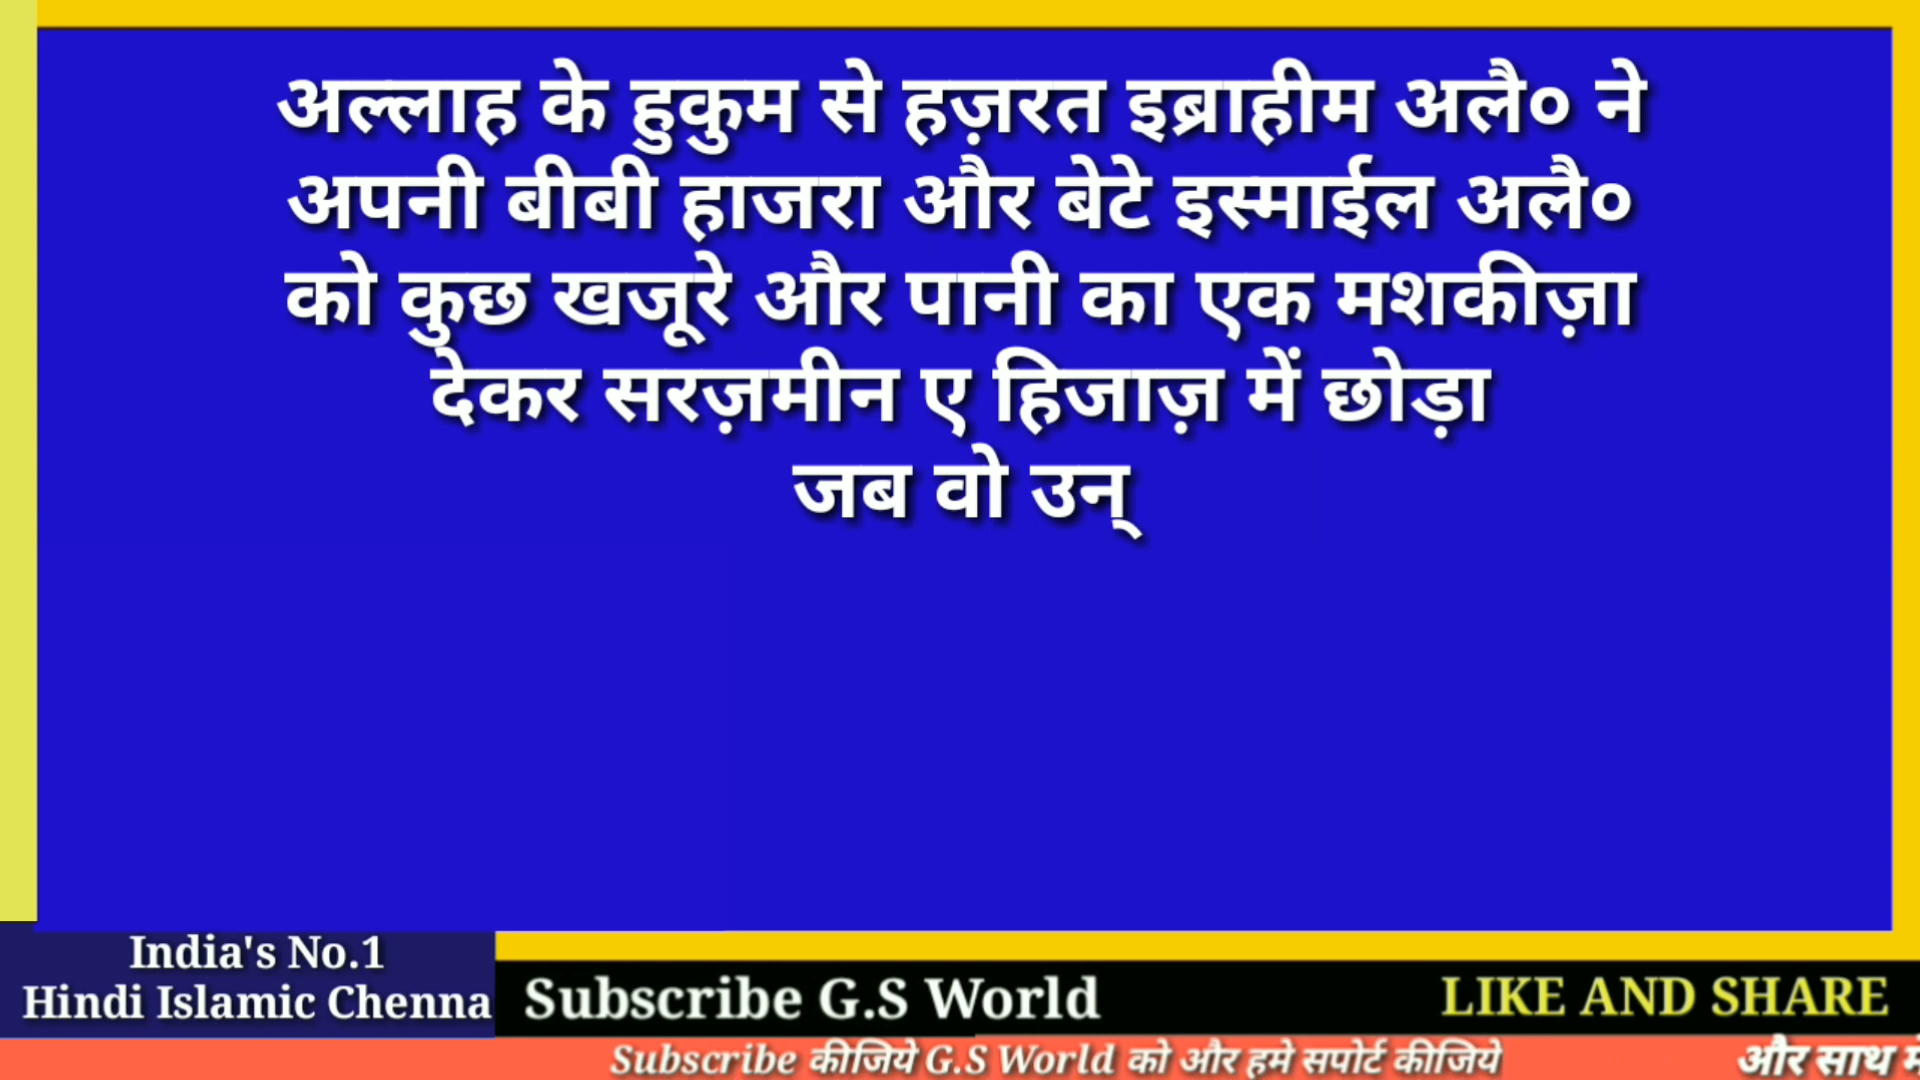 अल्लाह के हुकुम से हज़रत इब्राहीम अलै० ने
अपनी बीबी हाजरा और बेटे इस्माईल अलै०
को कुछ खजूरे और पानी का एक मशकीज़ा
देकर सरज़मीन ए हिजाज़ में छोड़ा
जब वो उन्
India's No.1
Hindi Islamic Chenna
Subscribe G.S World
LIKE AND SHARE
Subscribe कीजिये G.S World को और हमे सपोर्ट कीजिये
और साथ